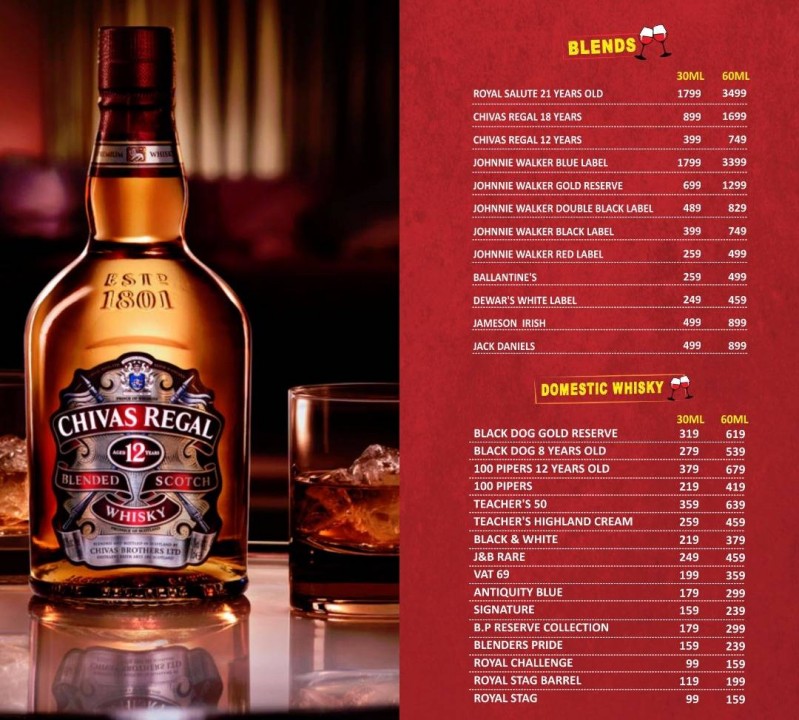 PREMIUM WHISKY
ESTD
1801
CHIVAS REGAL
AGED 12 YEARS
BLENDED SCOTCH
WHISKY
CHIVAS BROTHERS LTD
BLENDS
30ML 60ML
ROYAL SALUTE 21 YEARS OLD 1799 3499
CHIVAS REGAL 18 YEARS 899 1699
CHIVAS REGAL 12 YEARS 399 749
JOHNNIE WALKER BLUE LABEL 1799 3399
JOHNNIE WALKER GOLD RESERVE 699 1299
JOHNNIE WALKER DOUBLE BLACK LABEL 489 829
JOHNNIE WALKER BLACK LABEL 399 749
JOHNNIE WALKER RED LABEL 259 499
BALLANTINE'S 259 499
DEWAR'S WHITE LABEL 249 459
JAMESON IRISH 499 899
JACK DANIELS 499 899
DOMESTIC WHISKY
30ML 60ML
BLACK DOG GOLD RESERVE 319 619
BLACK DOG 8 YEARS OLD 279 539
100 PIPERS 12 YEARS OLD 379 679
100 PIPERS 219 419
TEACHER'S 50 359 639
TEACHER'S HIGHLAND CREAM 259 459
BLACK & WHITE 219 379
J&B RARE 249 459
VAT 69 199 359
ANTIQUITY BLUE 179 299
SIGNATURE 159 239
B.P RESERVE COLLECTION 179 299
BLENDERS PRIDE 159 239
ROYAL CHALLENGE 99 159
ROYAL STAG BARREL 119 199
ROYAL STAG 99 159